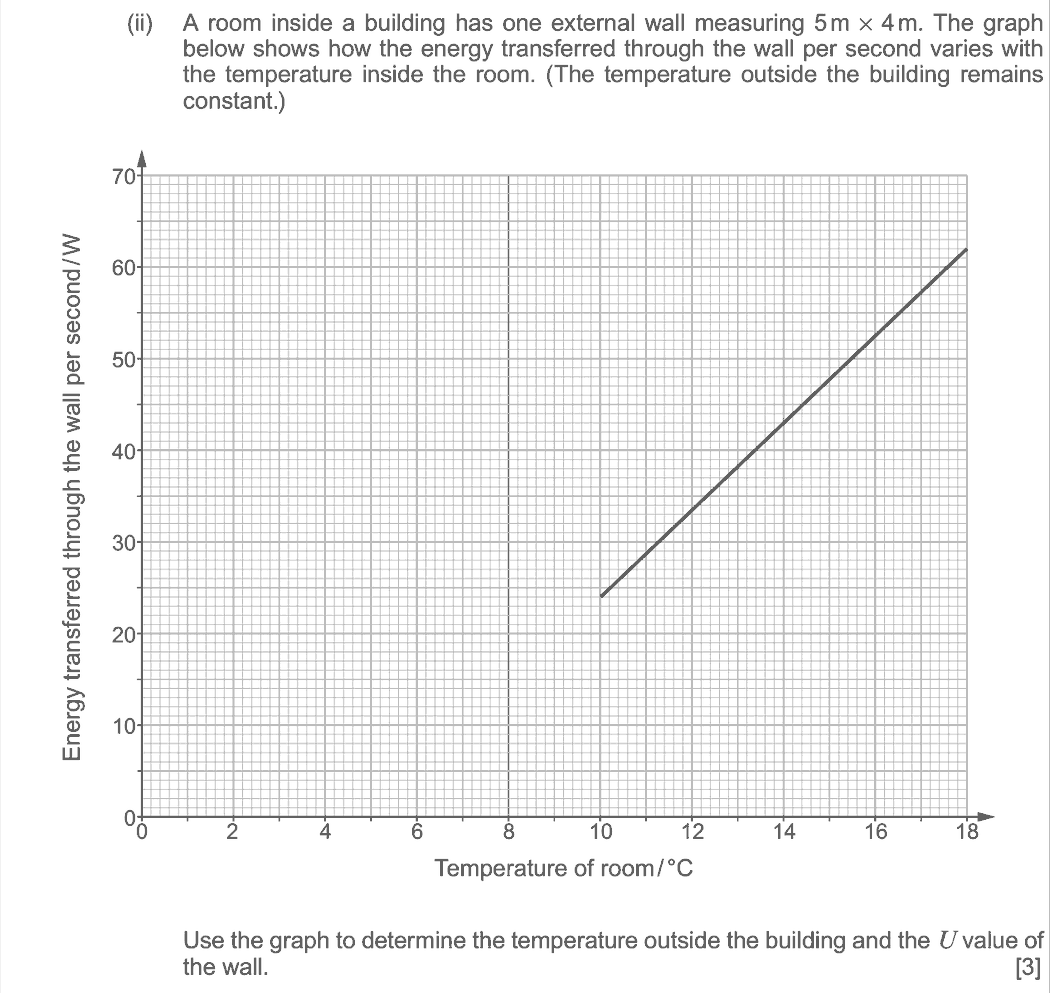 (ii) A room inside a building has one external wall measuring 5 m × 4 m. The graph
below shows how the energy transferred through the wall per second varies with
the temperature inside the room. (The temperature outside the building remains
constant.)
Energy transferred through the wall per second/W
70
60
50
40
30
20
10
0
0 2 4 6 8 10 12 14 16 18
Temperature of room/°C
Use the graph to determine the temperature outside the building and the U value of
the wall. [3]